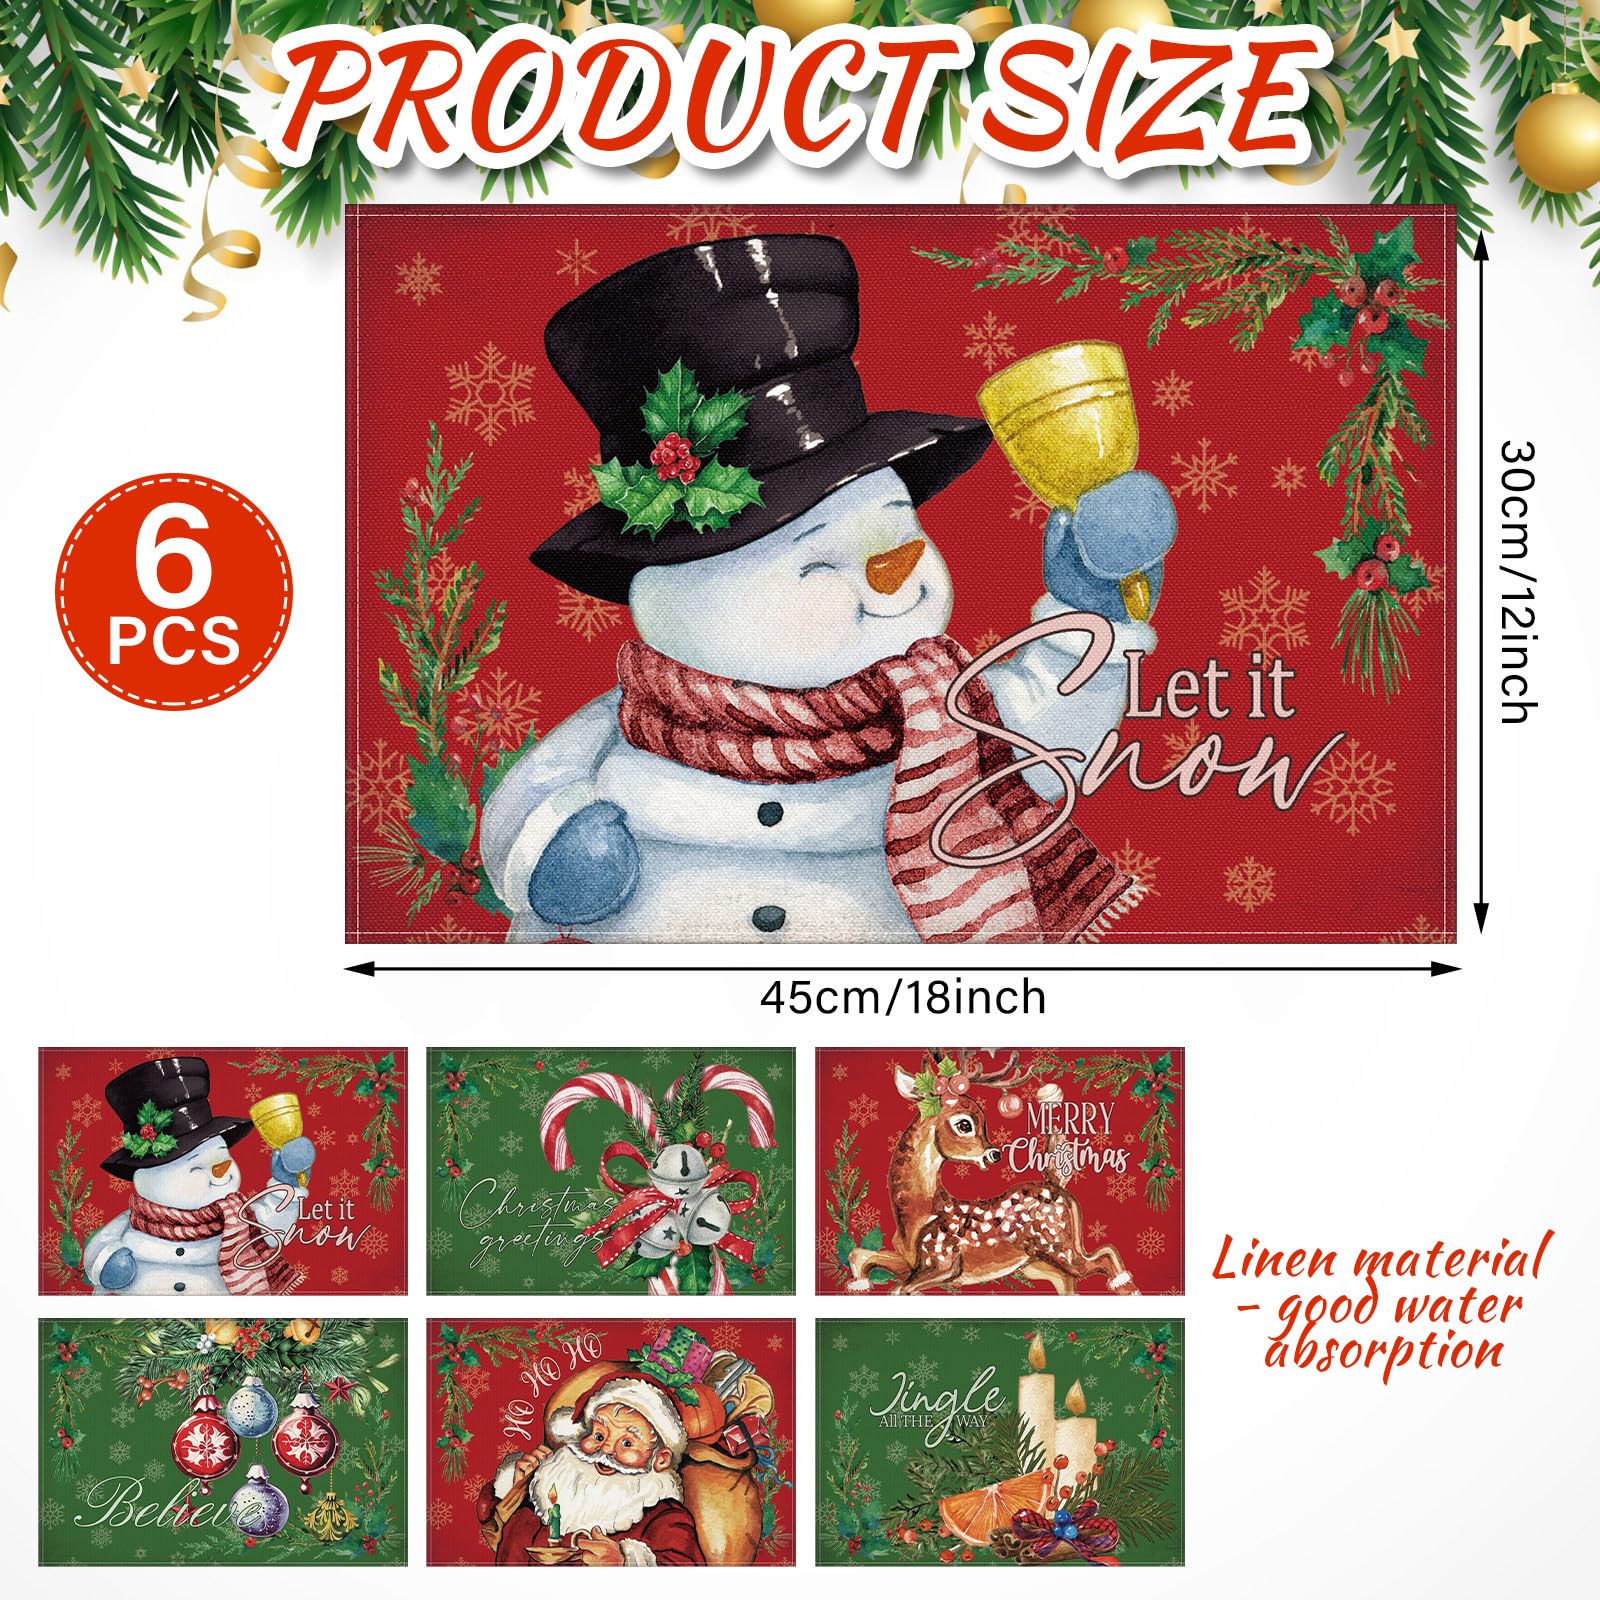 PRODUCT SIZE
6
PCS
Let it
Snow
30cm/12inch
45cm/18inch
Let it
Snow
Christmas
greetings
MERRY
Christmas
Believe
HO HO HO
Jingle
All THE WAY
Linen material
- good water
absorption